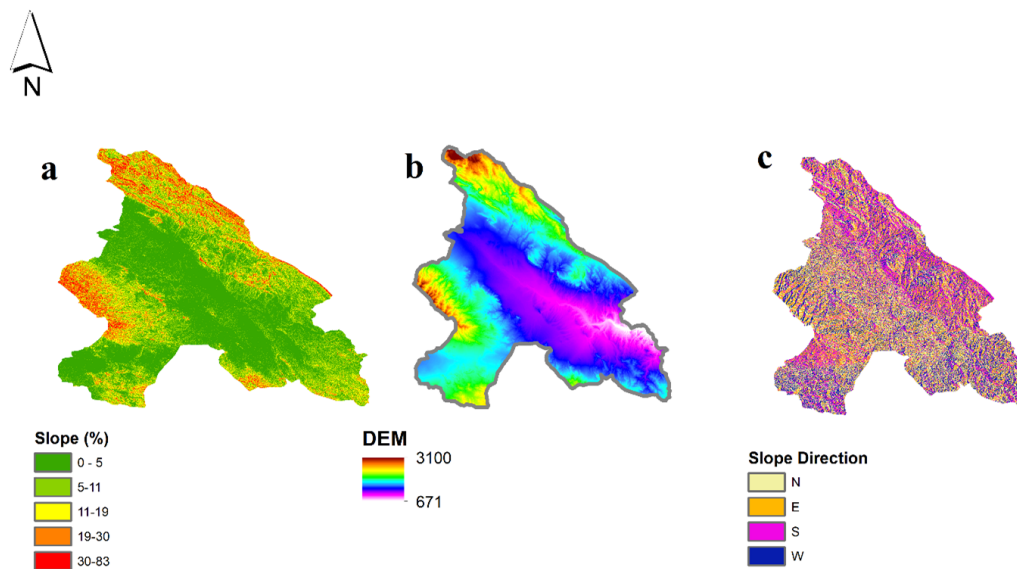 N
a
b
c
Slope (%)
0 - 5
5-11
11-19
19-30
30-83
DEM
3100
671
Slope Direction
N
E
S
W